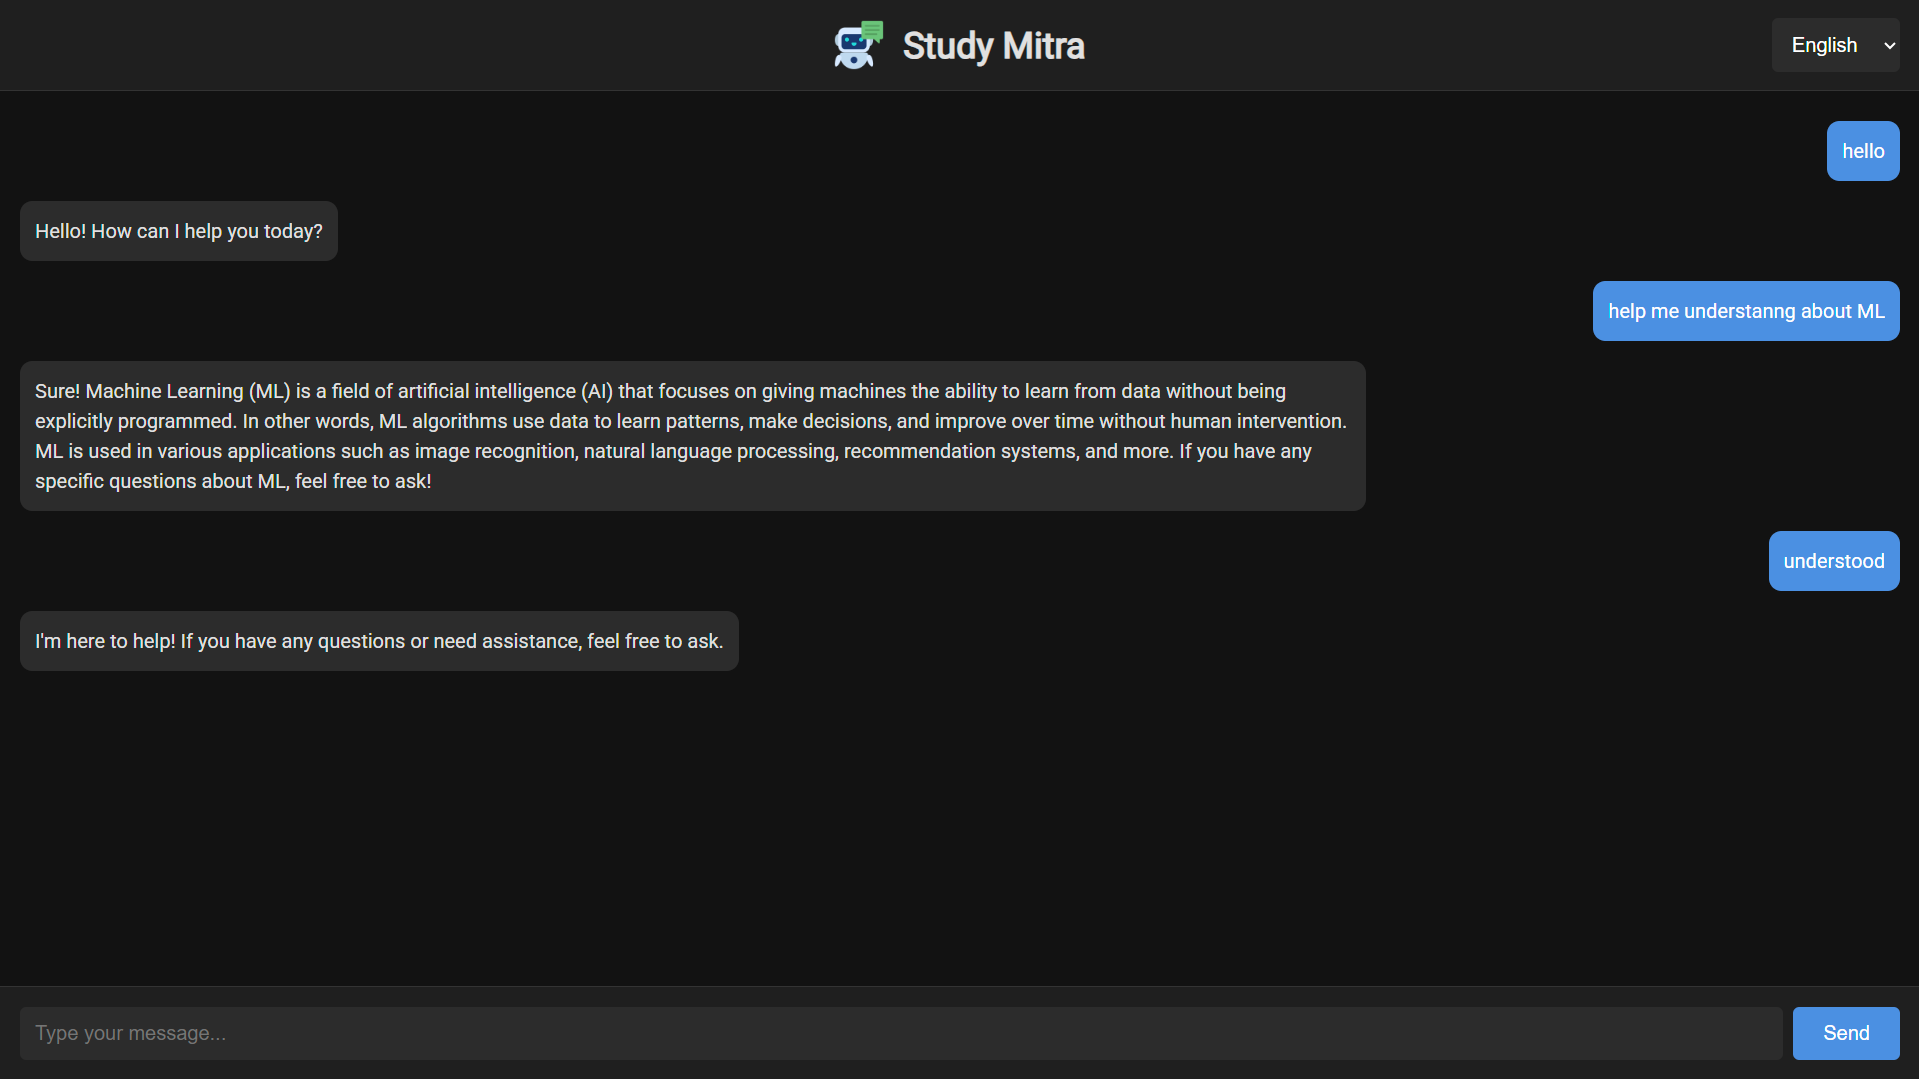 Study Mitra
English
hello
Hello! How can I help you today?
help me understanng about ML
Sure! Machine Learning (ML) is a field of artificial intelligence (AI) that focuses on giving machines the ability to learn from data without being
explicitly programmed. In other words, ML algorithms use data to learn patterns, make decisions, and improve over time without human intervention.
ML is used in various applications such as image recognition, natural language processing, recommendation systems, and more. If you have any
specific questions about ML, feel free to ask!
understood
I'm here to help! If you have any questions or need assistance, feel free to ask.
Type your message...
Send